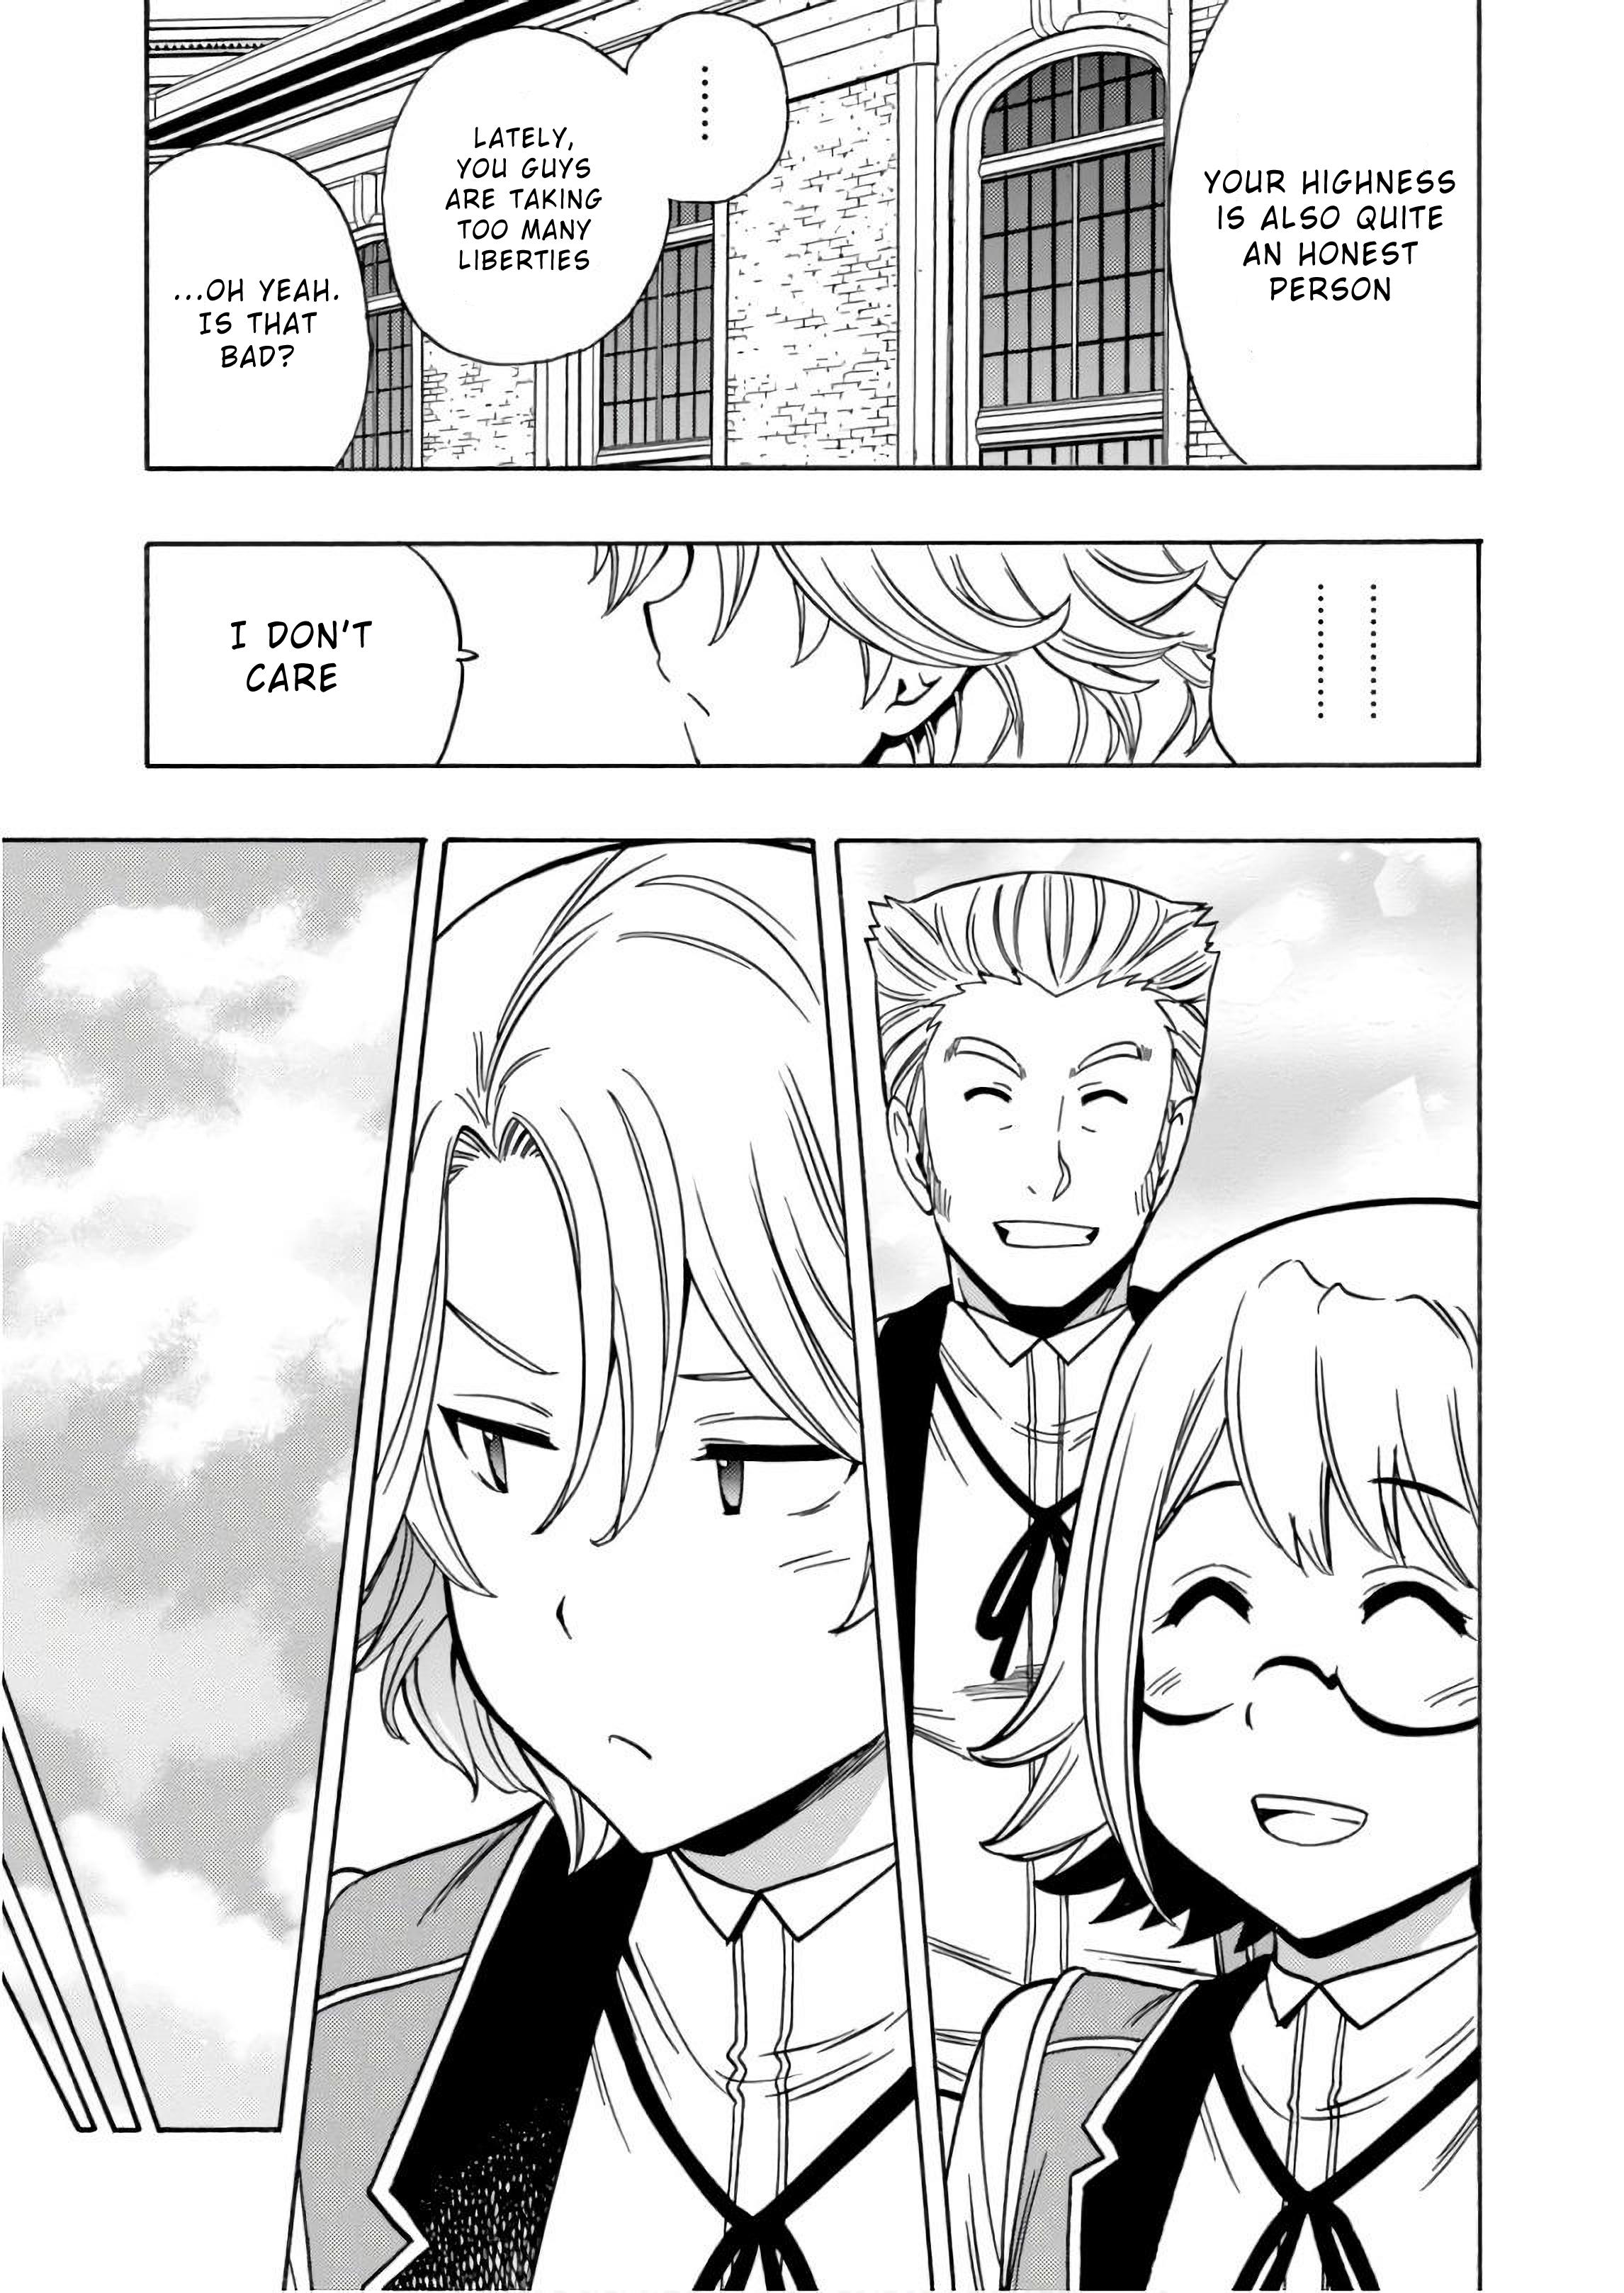 YOUR HIGHNESS
IS ALSO QUITE
AN HONEST
PERSON
......
LATELY,
YOU GUYS
ARE TAKING
TOO MANY
LIBERTIES
...OH YEAH.
IS THAT
BAD?
............
............
I DON'T
CARE